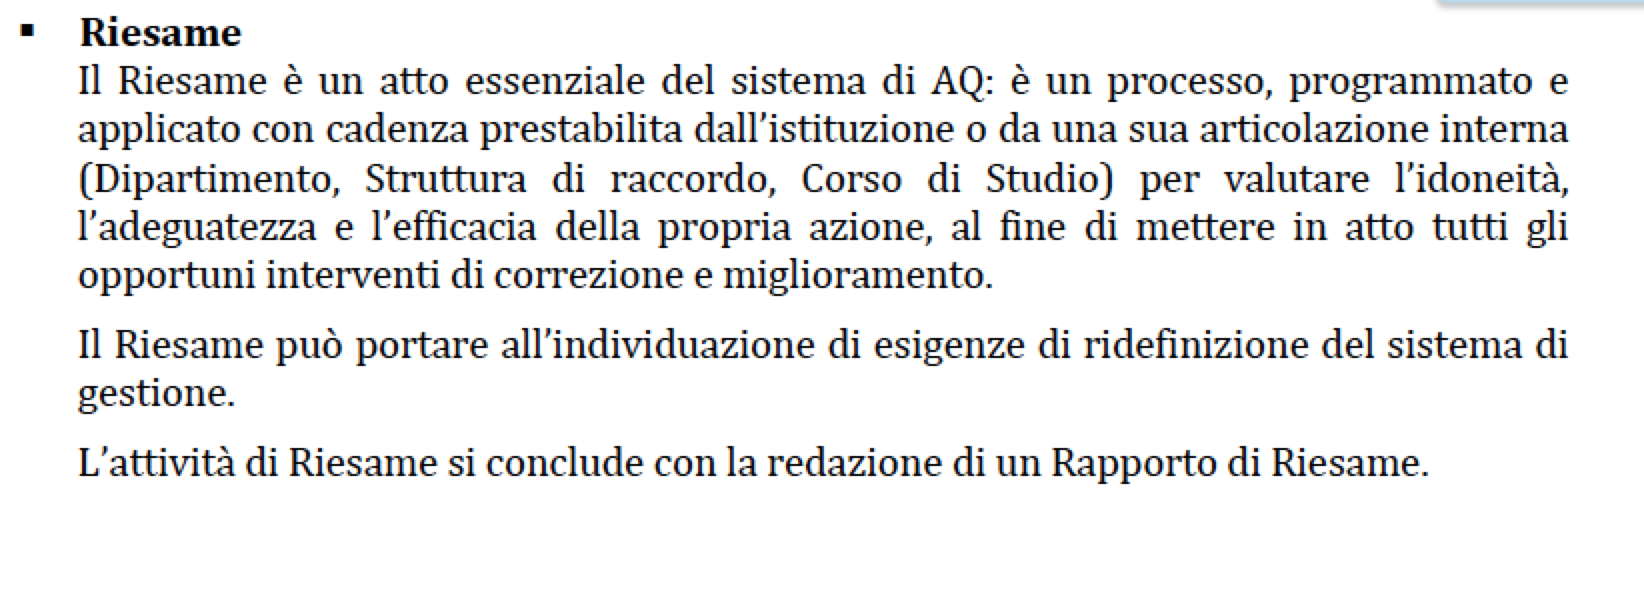 ▪ Riesame
Il Riesame è un atto essenziale del sistema di AQ: è un processo, programmato e
applicato con cadenza prestabilita dall’istituzione o da una sua articolazione interna
(Dipartimento, Struttura di raccordo, Corso di Studio) per valutare l’idoneità,
l’adeguatezza e l’efficacia della propria azione, al fine di mettere in atto tutti gli
opportuni interventi di correzione e miglioramento.
Il Riesame può portare all’individuazione di esigenze di ridefinizione del sistema di
gestione.
L’attività di Riesame si conclude con la redazione di un Rapporto di Riesame.